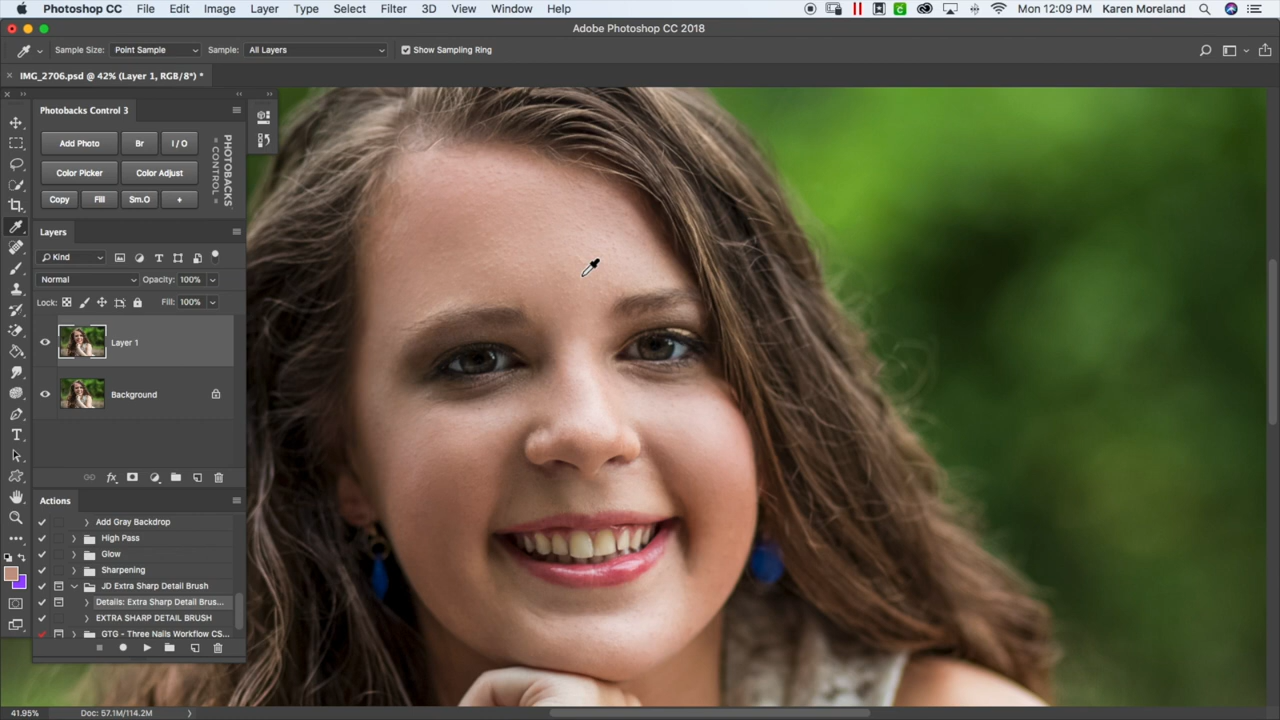 Photoshop CC File Edit Image Layer Type Select Filter 3D View Window Help Mon 12:09 PM Karen Moreland
Adobe Photoshop CC 2018
Sample Size: Point Sample Sample: All Layers Show Sampling Ring
IMG_2706.psd @ 42% (Layer 1, RGB/8*) *
Photobacks Control 3
Add Photo Br I / O
Color Picker Color Adjust
Copy Fill Sm.O +
PHOTOBACKS
= CONTROL =
Layers
Kind
Normal Opacity: 100%
Lock: Fill: 100%
Layer 1
Background
fx
Actions
Add Gray Backdrop
High Pass
Glow
Sharpening
JD Extra Sharp Detail Brush
Details: Extra Sharp Detail Brus...
EXTRA SHARP DETAIL BRUSH
GTG - Three Nails Workflow CS...
41.95% Doc: 57.1M/114.2M